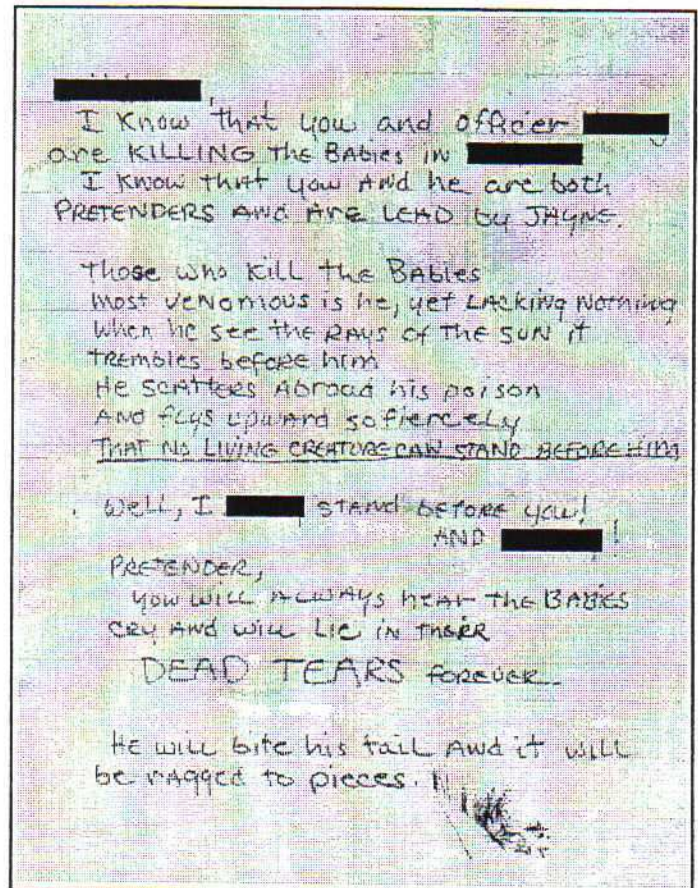 I Know that you and officer
are KILLING the BABies in
I Know that you AND he are both
PRETENDERS AND ARE LEAD by JAYNE.
those who Kill the BABIES
most VENOMIOUS is he, yet LACKING NOTHING
when he see the RAYS of THE SUN it
TREMbles before him
He SCATTERS Abroad his poison
AND flys upward so fiercely
THAT NO LIVING CREATURE CAN STAND BEFORE HIM
Well, I STAND before you!
AND !
PRETENDER,
you will ALWAYS hear the BABIES
CRY AND will LIE in THEIR
DEAD TEARS FOREVER.
HE will bite his tail AND it will
be ragged to pieces.